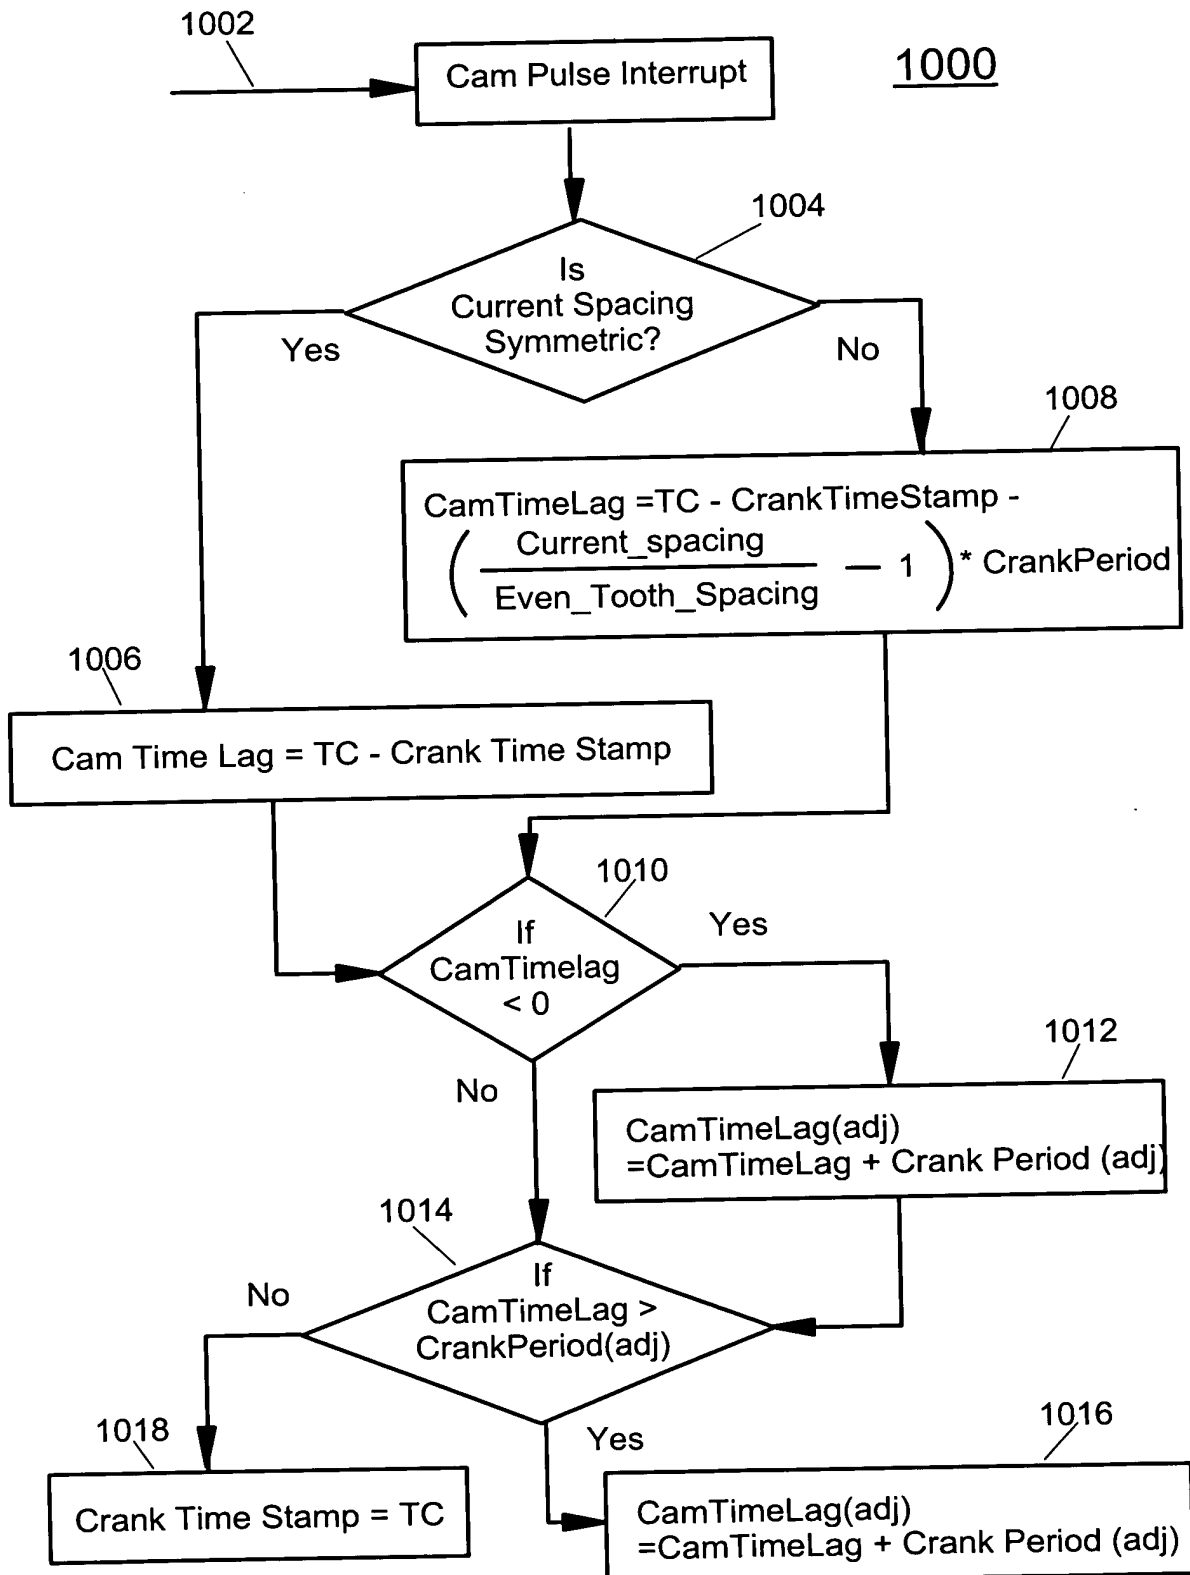 1002
Cam Pulse Interrupt
1000
1004
Is
Current Spacing
Symmetric?
Yes
No
1008
CamTimeLag =TC - CrankTimeStamp -
( Current_spacing
Even_Tooth_Spacing — 1 ) * CrankPeriod
1006
Cam Time Lag = TC - Crank Time Stamp
1010
If
CamTimelag
< 0
Yes
No
1012
CamTimeLag(adj)
=CamTimeLag + Crank Period (adj)
1014
If
CamTimeLag >
CrankPeriod(adj)
No
Yes
1018
Crank Time Stamp = TC
1016
CamTimeLag(adj)
=CamTimeLag + Crank Period (adj)